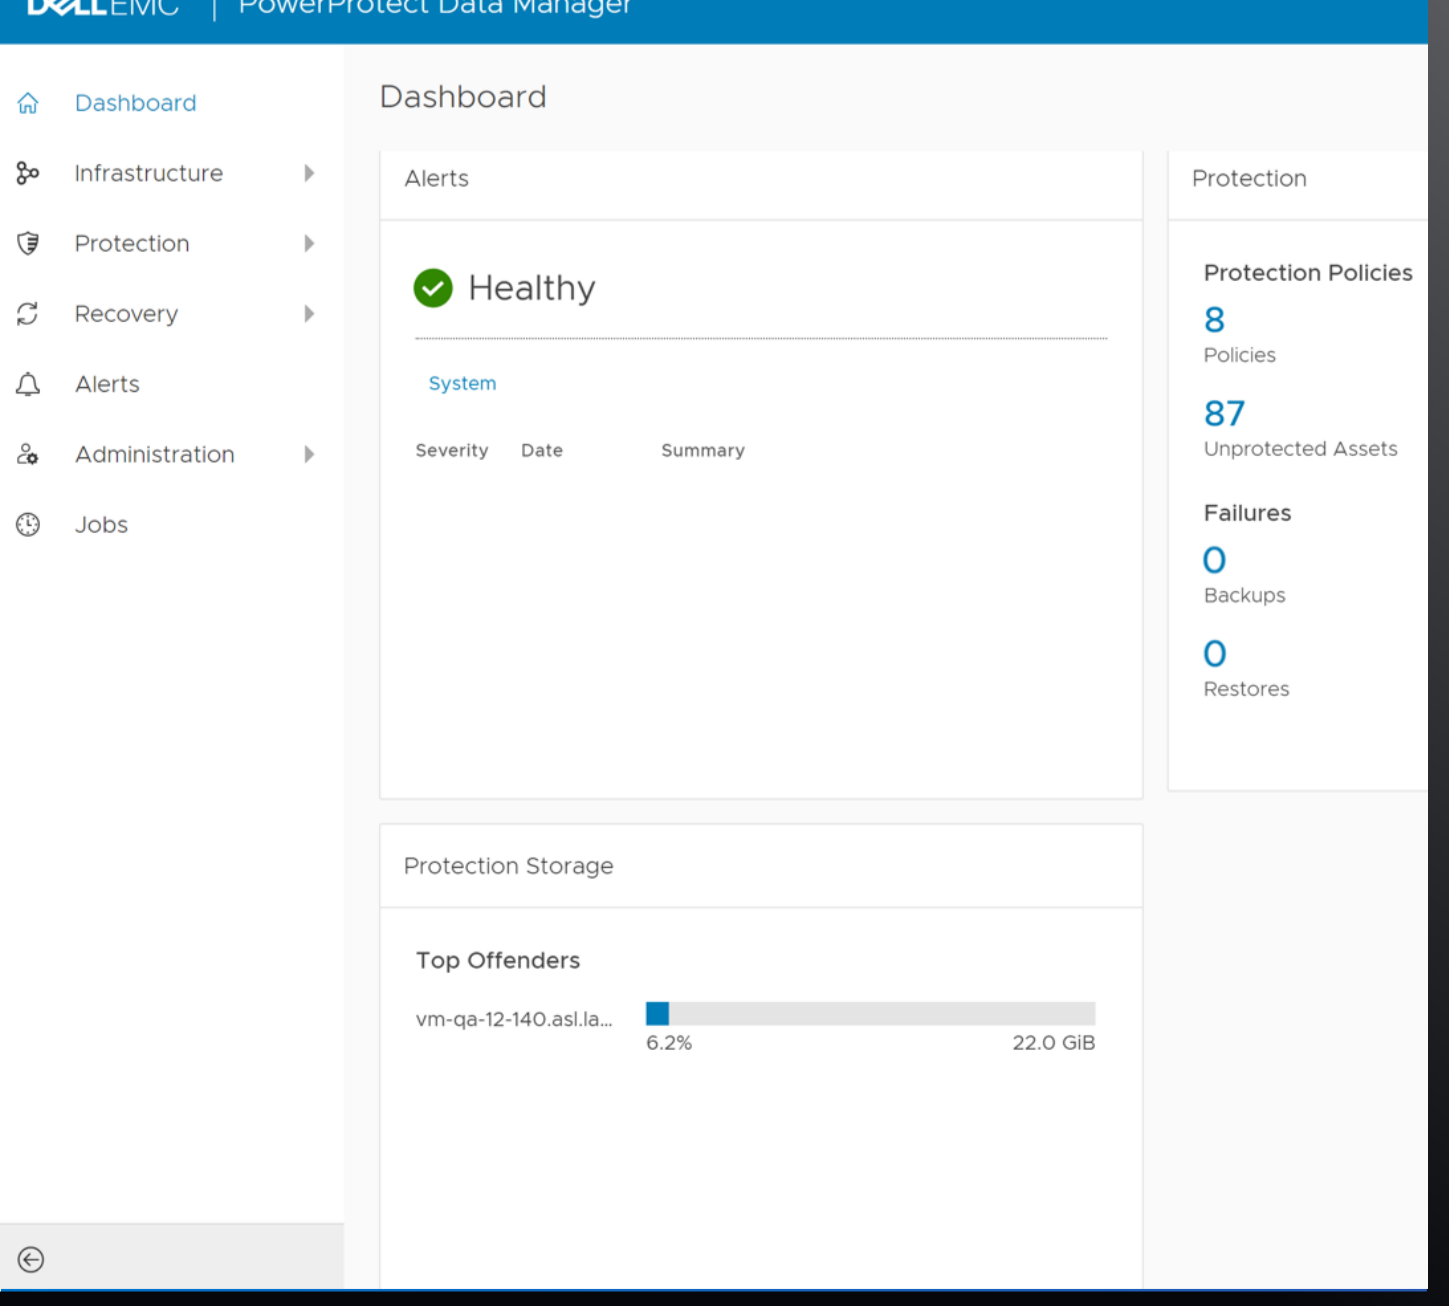 DELLEMC | PowerProtect Data Manager
Dashboard
Infrastructure
Protection
Recovery
Alerts
Administration
Jobs
Dashboard
Alerts
Healthy
System
Severity Date Summary
Protection
Protection Policies
8
Policies
87
Unprotected Assets
Failures
0
Backups
0
Restores
Protection Storage
Top Offenders
vm-qa-12-140.asl.la...
6.2% 22.0 GiB